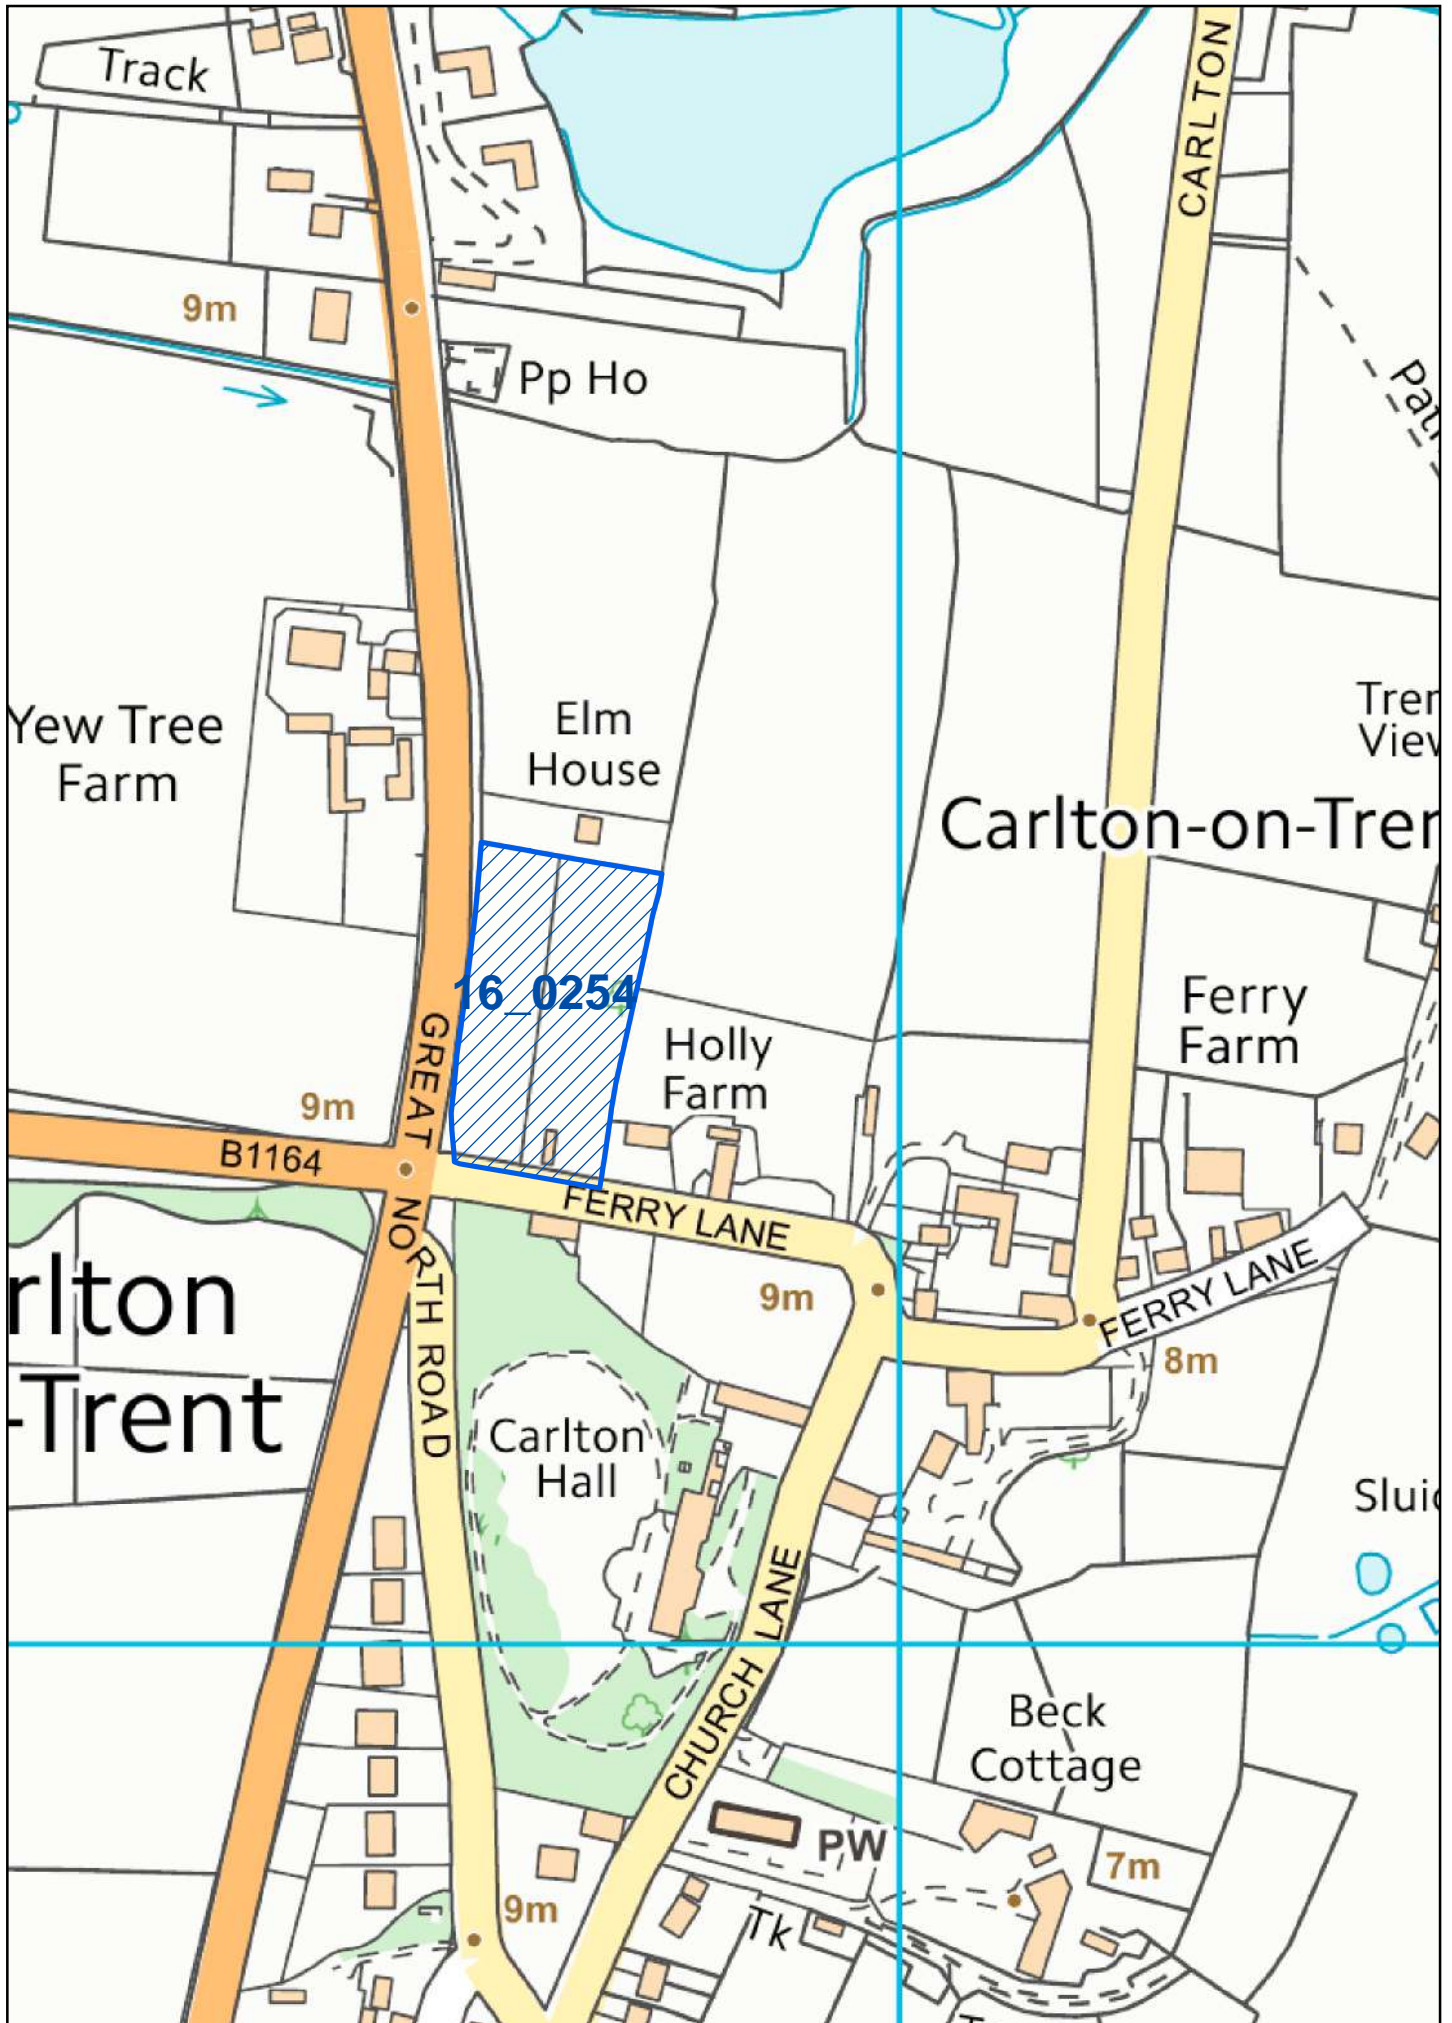 Track
CARLTON
9m
Pp Ho
Yew Tree
Farm
Elm
House
View
Carlton-on-Tren
16_0254
Ferry
Farm
Holly
Farm
GREAT
9m
B1164
NORTH ROAD
FERRY LANE
9m
FERRY LANE
8m
rlton
-Trent
Carlton
Hall
CHURCH LANE
Beck
Cottage
PW
7m
9m
Tk